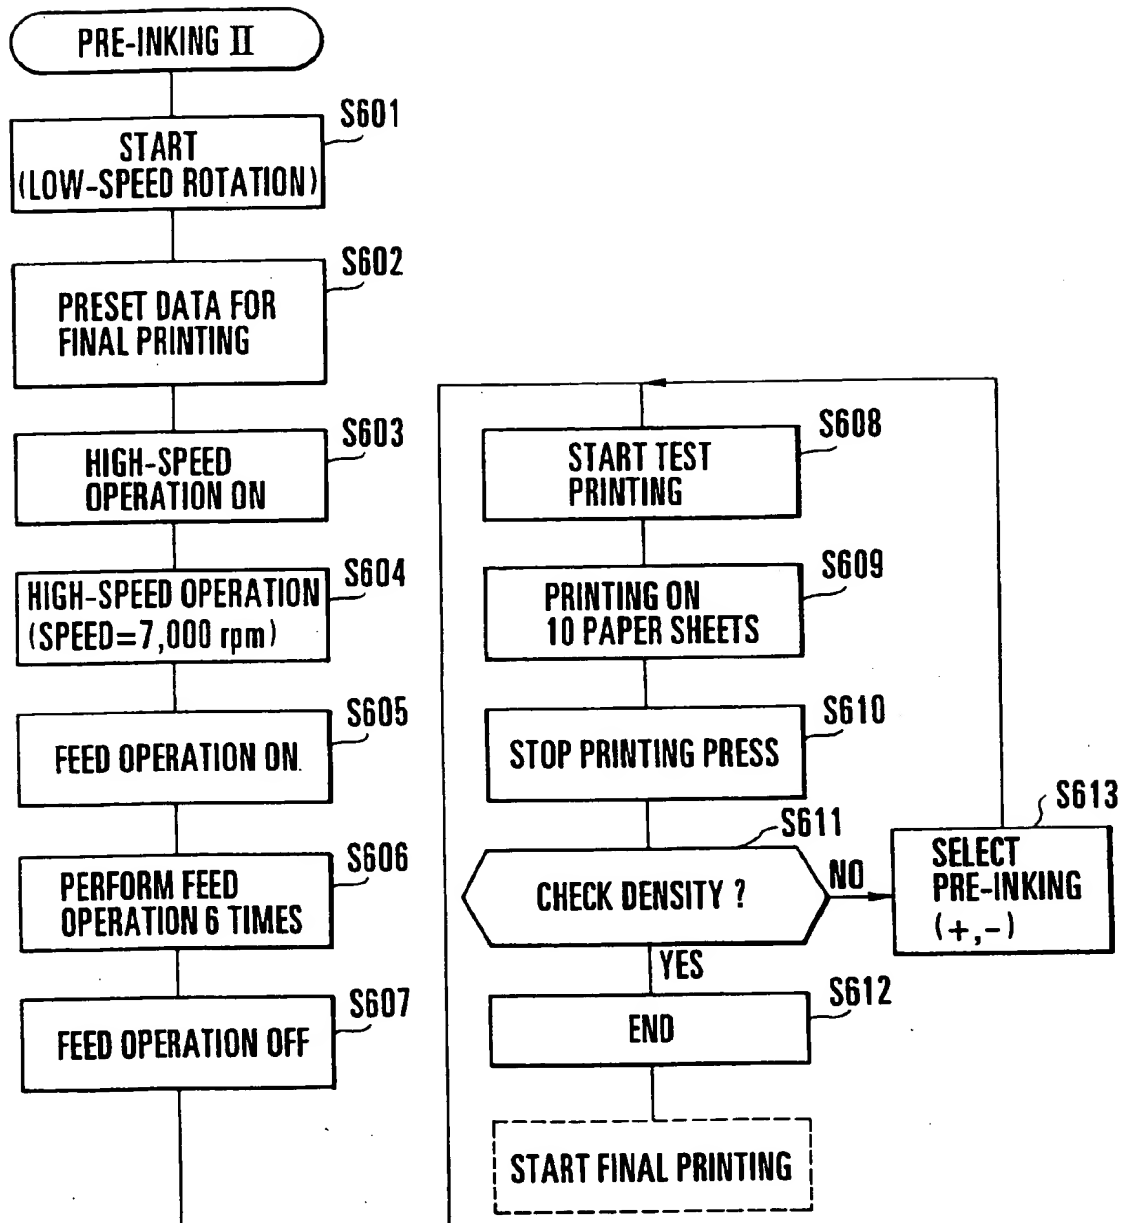 PRE-INKING II
S601
START
(LOW-SPEED ROTATION)
S602
PRESET DATA FOR
FINAL PRINTING
S603
HIGH-SPEED
OPERATION ON
S604
HIGH-SPEED OPERATION
(SPEED=7,000 rpm)
S605
FEED OPERATION ON.
S606
PERFORM FEED
OPERATION 6 TIMES
S607
FEED OPERATION OFF
S608
START TEST
PRINTING
S609
PRINTING ON
10 PAPER SHEETS
S610
STOP PRINTING PRESS
S611
CHECK DENSITY ?
NO
S613
SELECT
PRE-INKING
(+,-)
YES
S612
END
START FINAL PRINTING